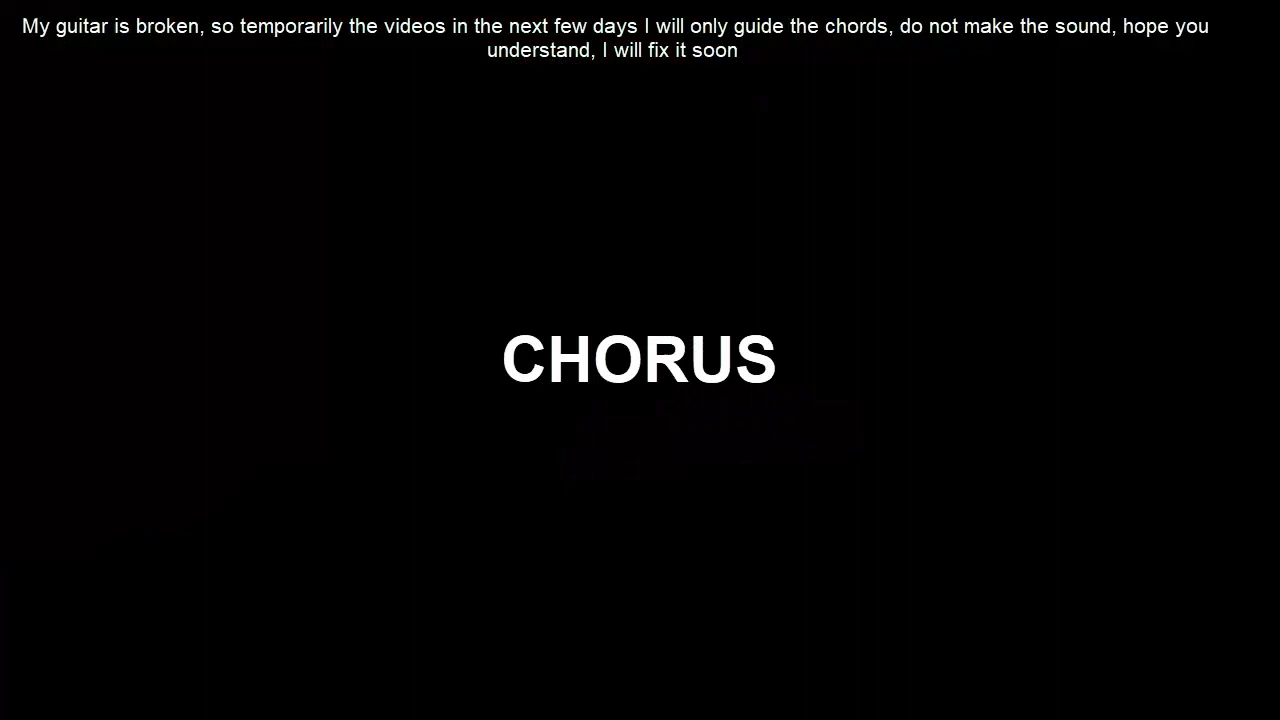 My guitar is broken, so temporarily the videos in the next few days I will only guide the chords, do not make the sound, hope you
understand, I will fix it soon
CHORUS